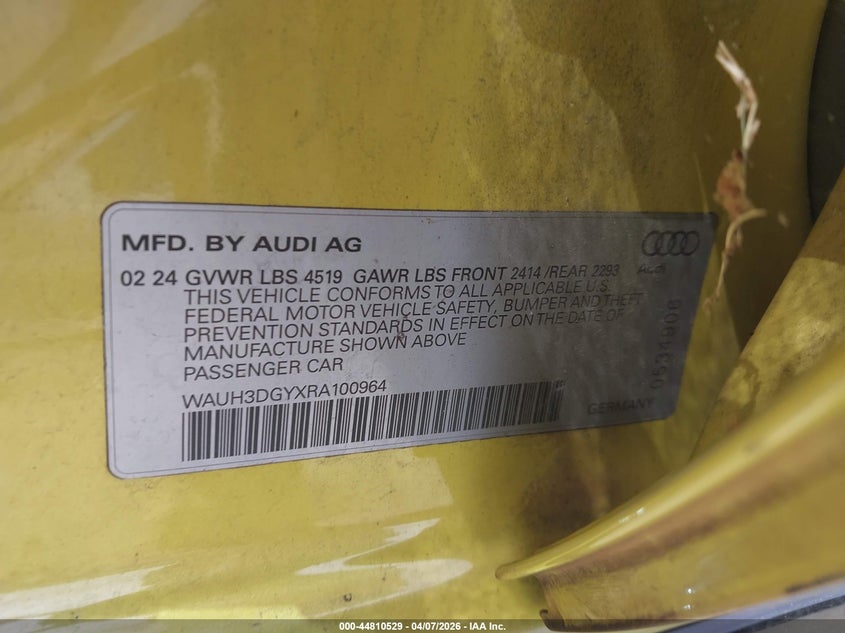 MFD. BY AUDI AG
02 24 GVWR LBS 4519 GAWR LBS FRONT 2414 /REAR 2293
THIS VEHICLE CONFORMS TO ALL APPLICABLE U.S
FEDERAL MOTOR VEHICLE SAFETY, BUMPER AND THEFT
PREVENTION STANDARDS IN EFFECT ON THE DATE OF
MANUFACTURE SHOWN ABOVE
PASSENGER CAR
WAUH3DGYXRA100964
Audi
0534906
GERMANY
000-44810529 - 04/07/2026 - IAA Inc.